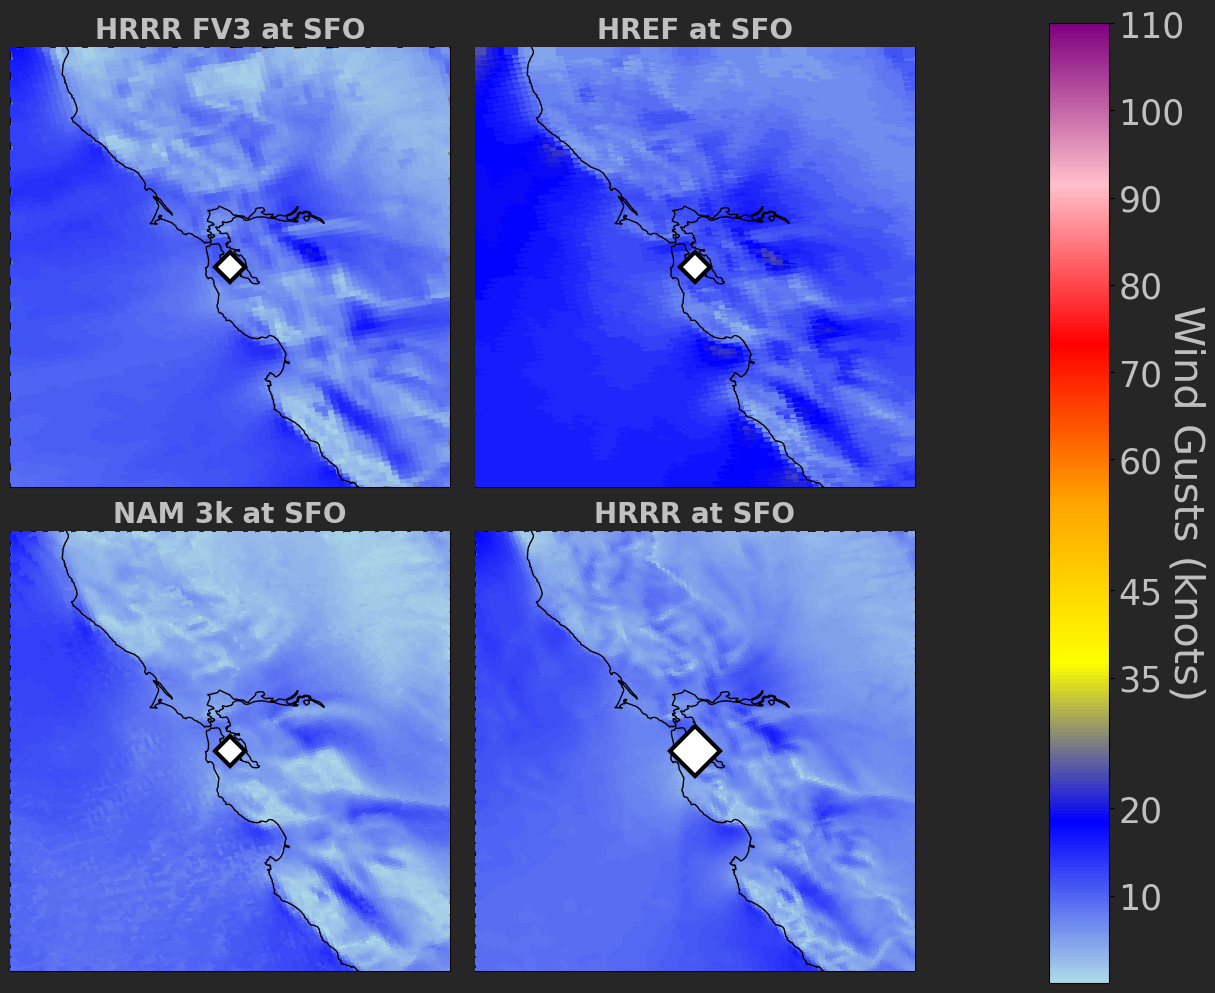 HRRR FV3 at SFO
HREF at SFO
NAM 3k at SFO
HRRR at SFO
110
100
90
80
70
60
45
35
20
10
Wind Gusts (knots)